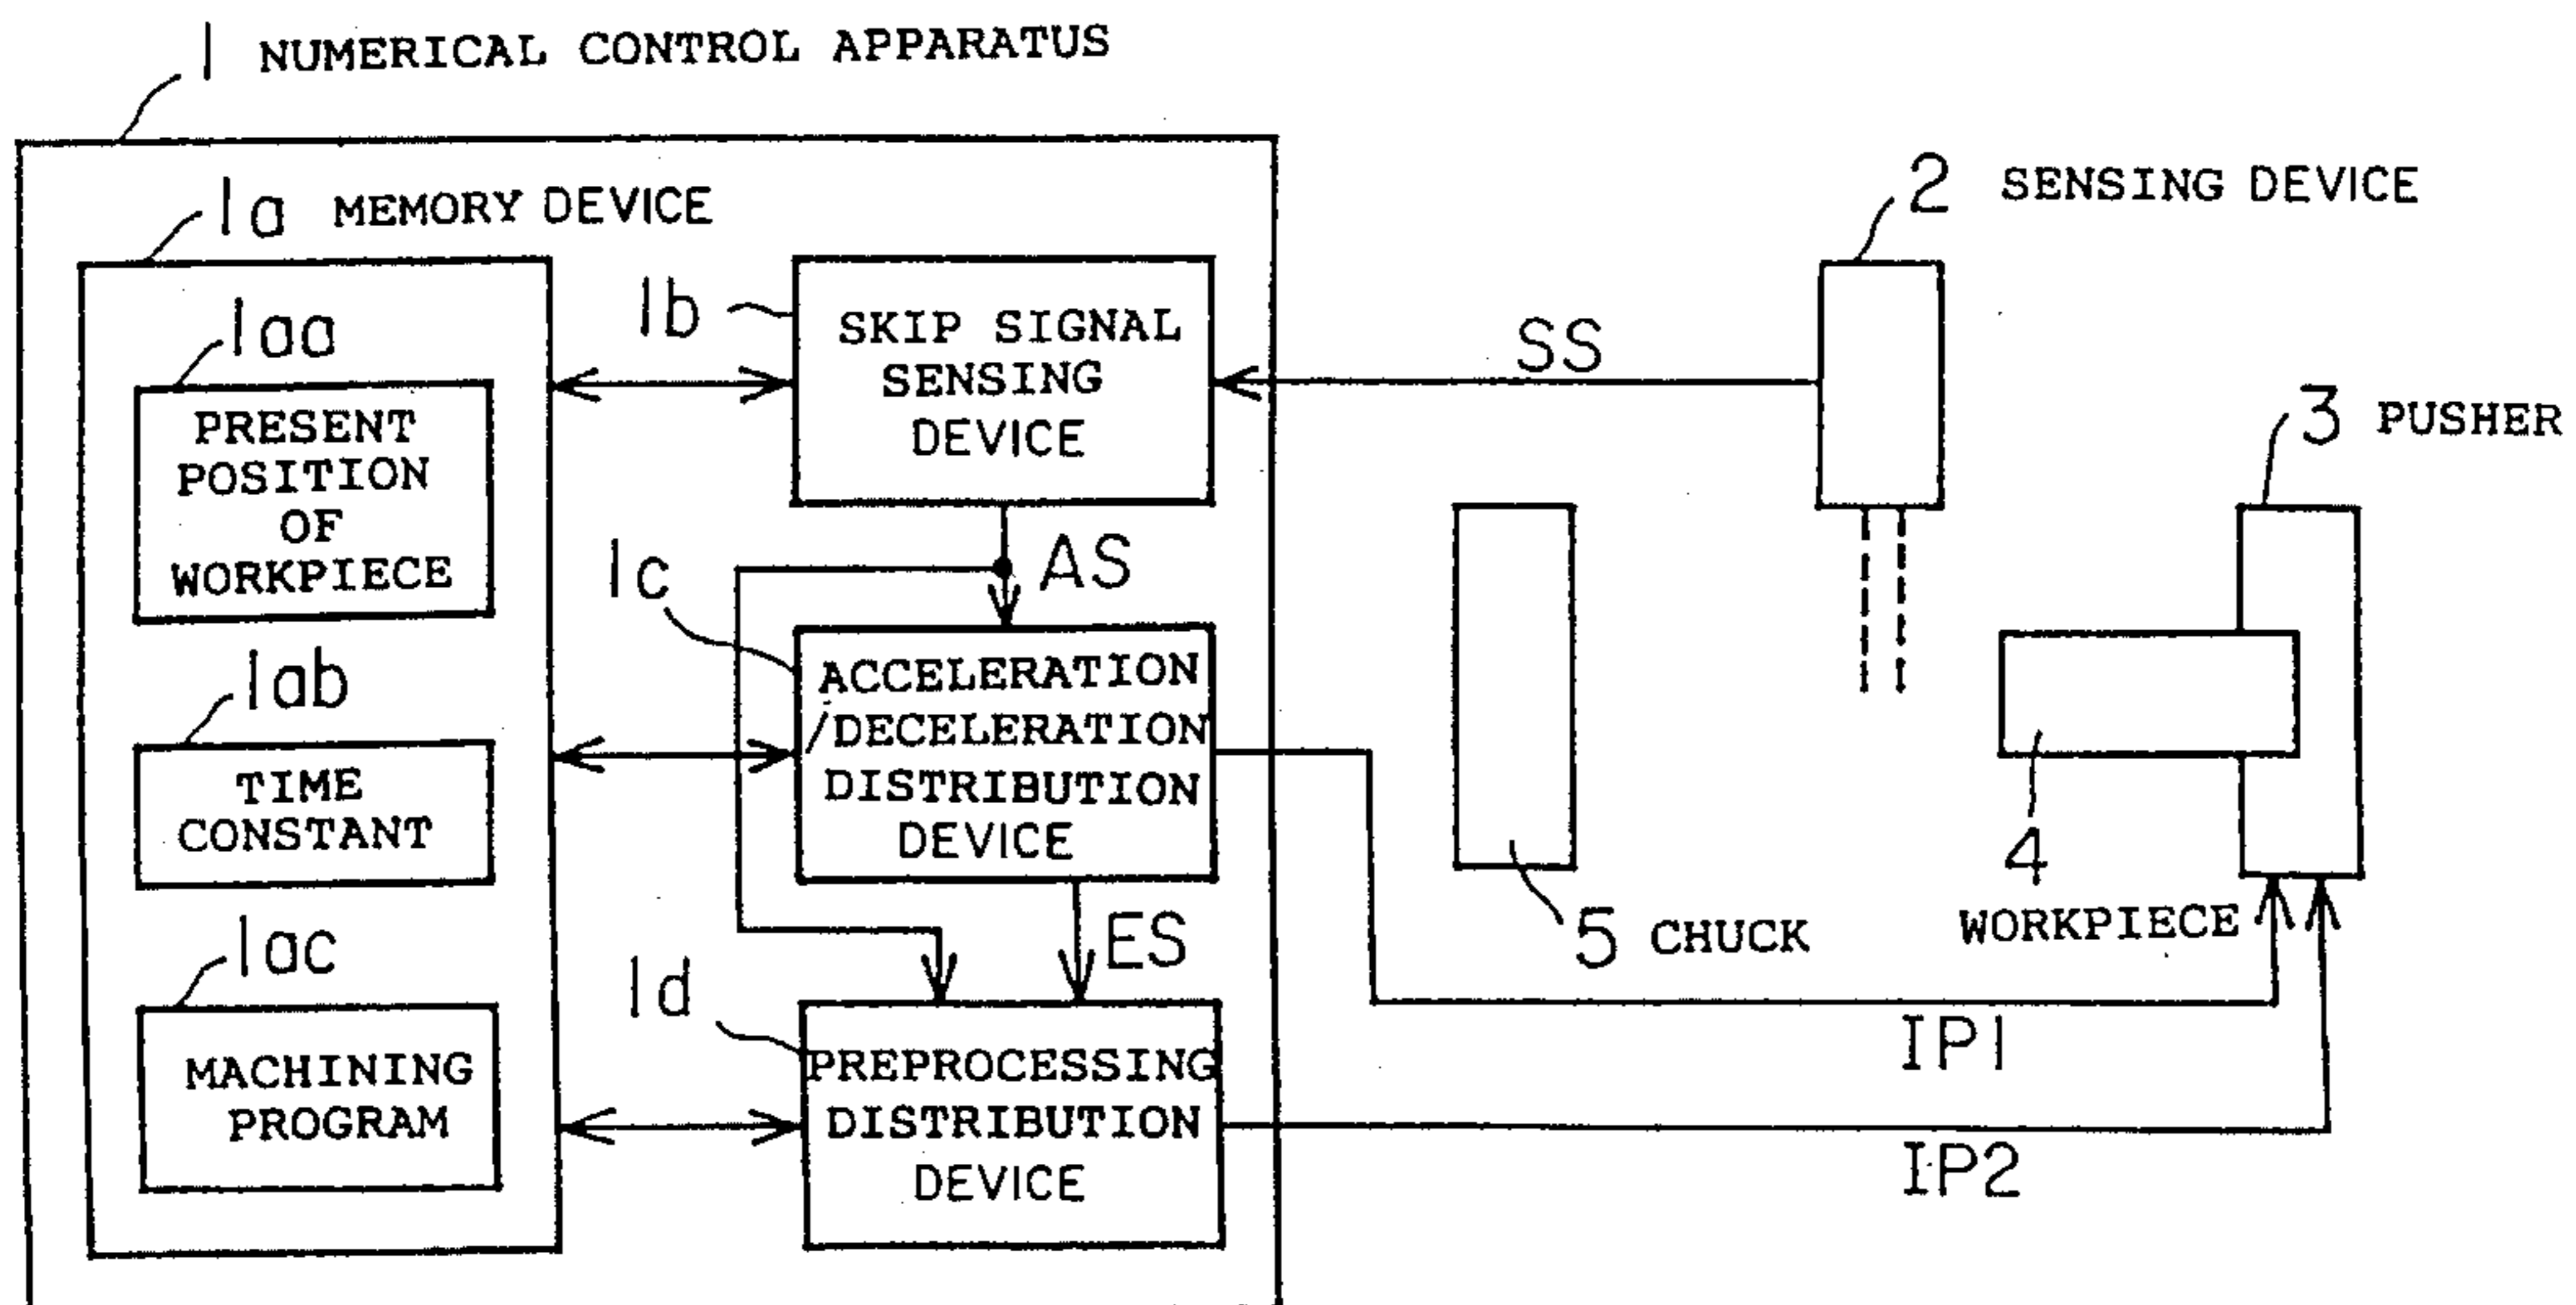 1 NUMERICAL CONTROL APPARATUS
1a MEMORY DEVICE
1aa
PRESENT
POSITION
OF
WORKPIECE
1ab
TIME
CONSTANT
1ac
MACHINING
PROGRAM
1b
SKIP SIGNAL
SENSING
DEVICE
AS
1c
ACCELERATION
/DECELERATION
DISTRIBUTION
DEVICE
ES
1d
PREPROCESSING
DISTRIBUTION
DEVICE
SS
2 SENSING DEVICE
3 PUSHER
4
WORKPIECE
5 CHUCK
IP1
IP2